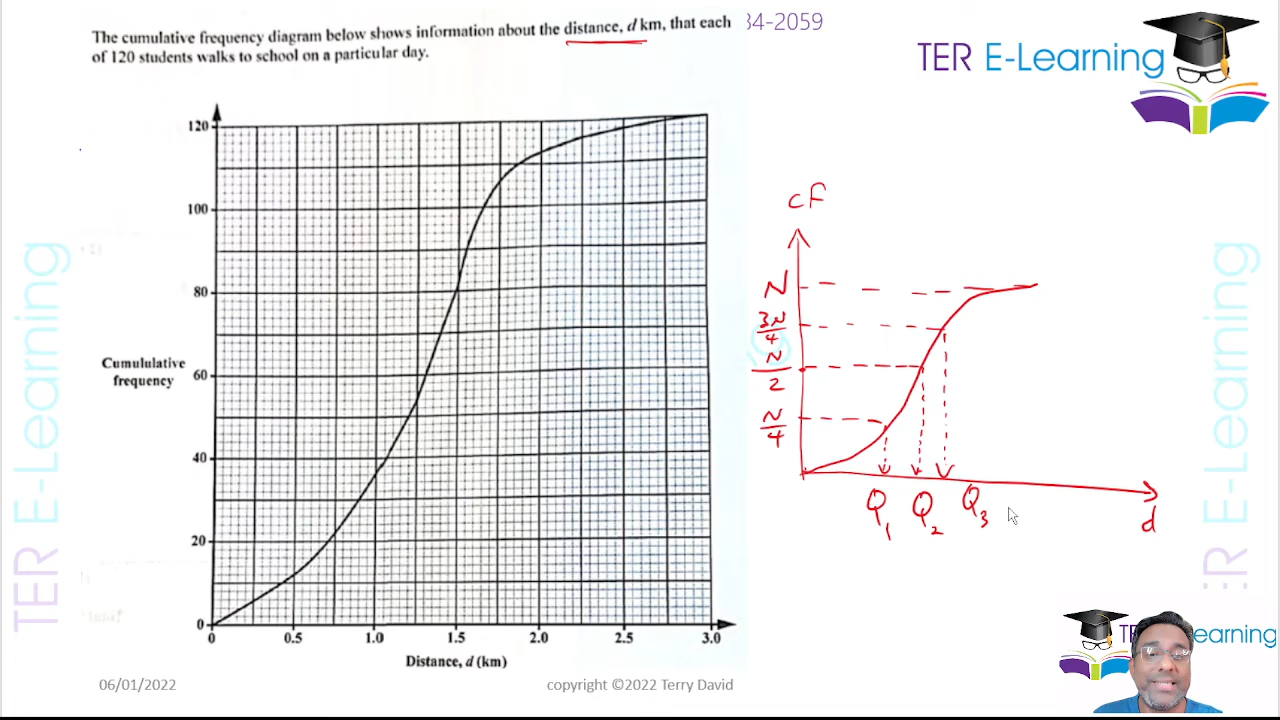 The cumulative frequency diagram below shows information about the distance, d km, that each
of 120 students walks to school on a particular day.
34-2059
TER E-Learning
120
100
80
60
40
20
0
Cumululative
frequency
0 0.5 1.0 1.5 2.0 2.5 3.0
Distance, d (km)
cf
N
3N/4
N/2
N/4
Q1 Q2 Q3
d
TER E-Learning
E-Learning
TE earning
06/01/2022
copyright ©2022 Terry David